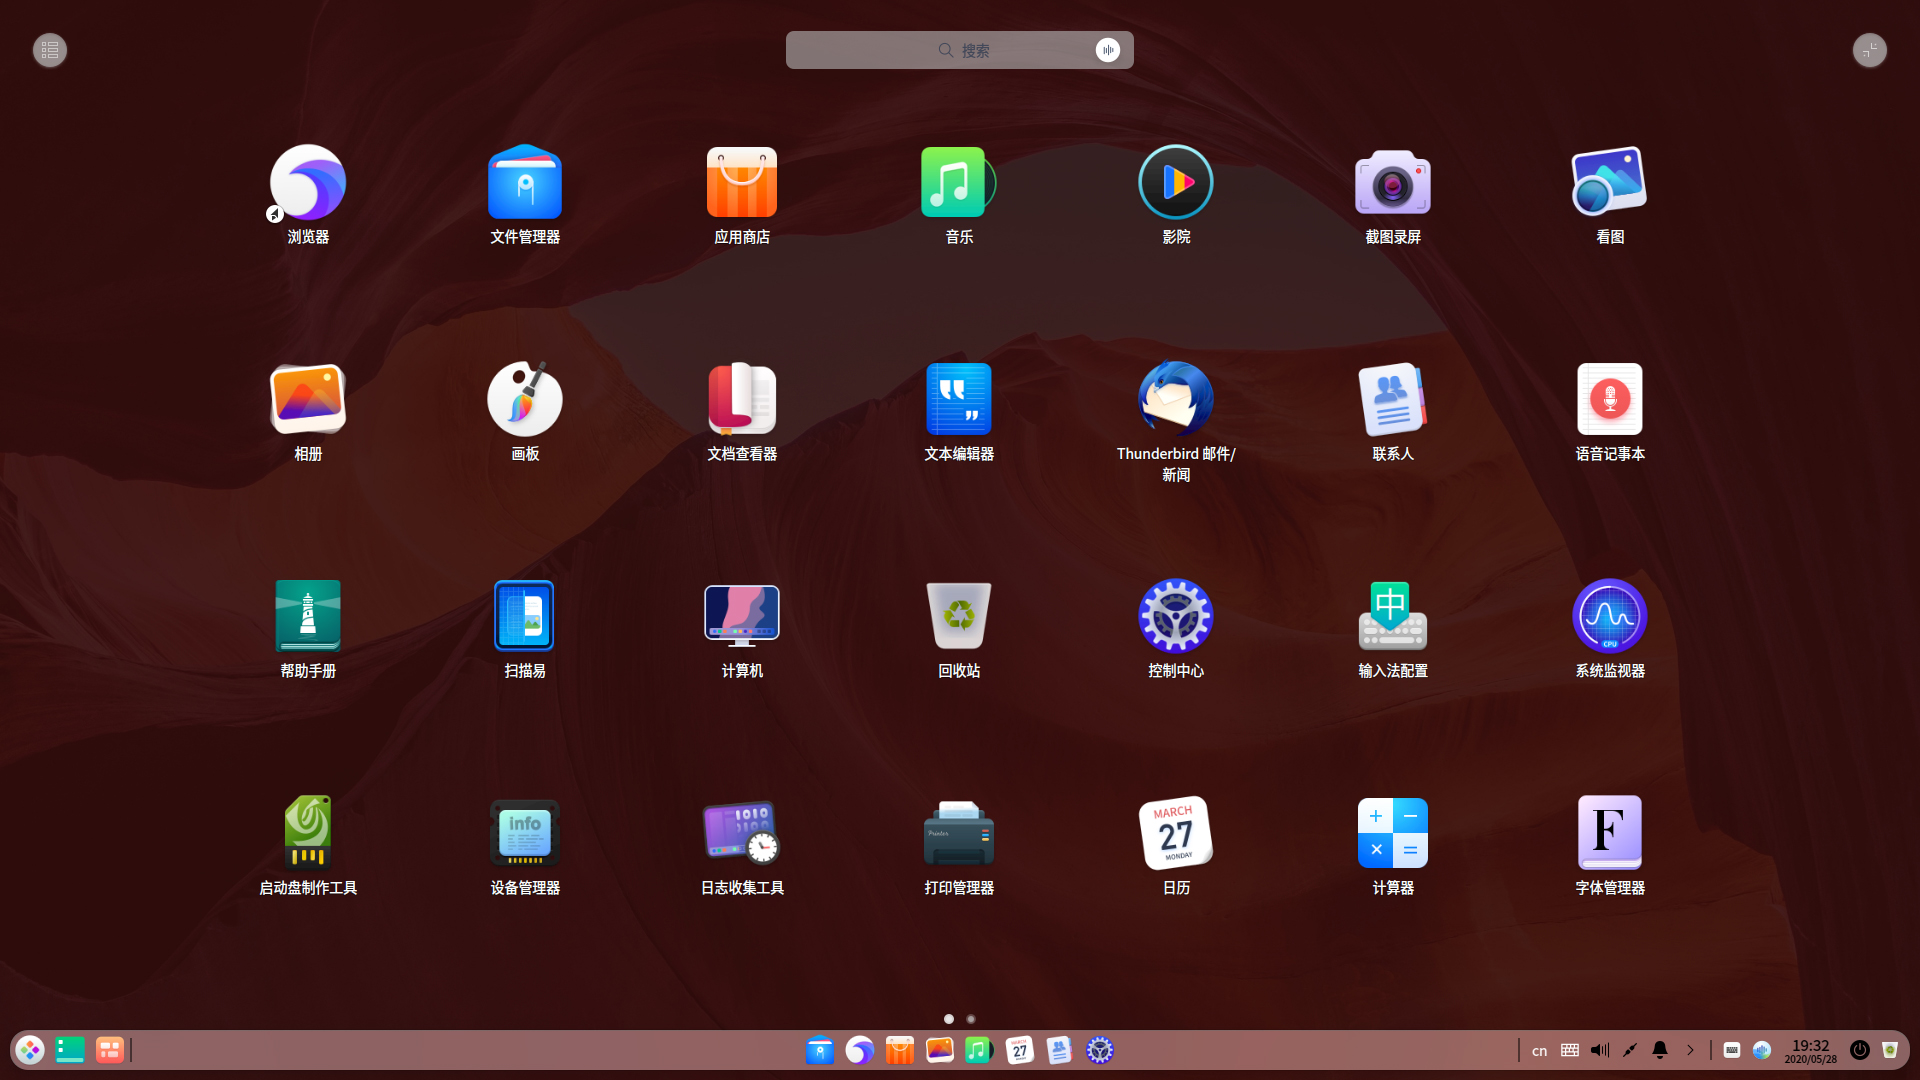 搜索
浏览器
文件管理器
应用商店
音乐
影院
截图录屏
看图
相册
画板
文档查看器
文本编辑器
Thunderbird 邮件/
新闻
联系人
语音记事本
帮助手册
扫描易
计算机
回收站
控制中心
中
输入法配置
CPU
系统监视器
启动盘制作工具
info
设备管理器
1010
日志收集工具
Printer
打印管理器
MARCH
27
MONDAY
日历
计算器
F
字体管理器
MARCH
27
cn
19:32
2020/05/28